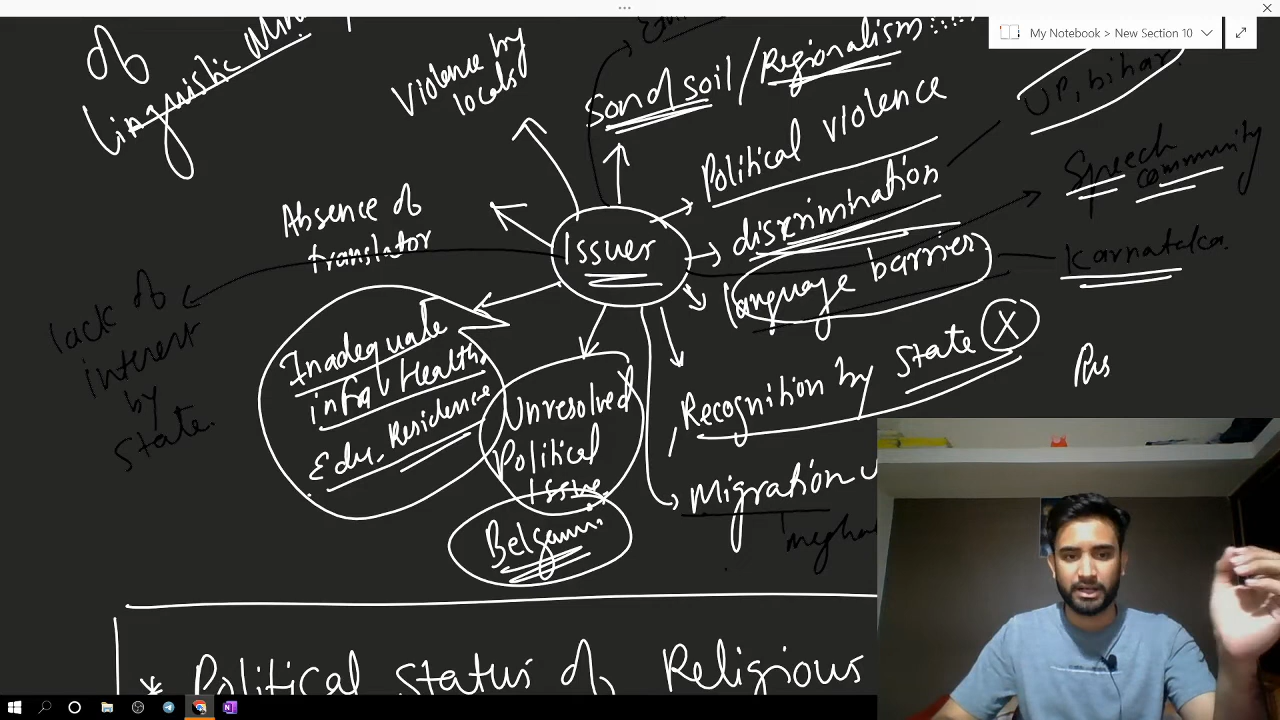 My Notebook > New Section 10
of
Linguistic
Violence by
locals
Son of soil / Regionalism
Political violence
UP, bihar.
discrimination
Speech
community
Absence of
translator
Issues
language barrier
Karnataka.
lack of
interest
by
state.
Inadequate
infra, Health,
Edu, Residence
Unresolved
Political
Issue
Belgaum
Recognition by state X
Migration
* Political status of Religious